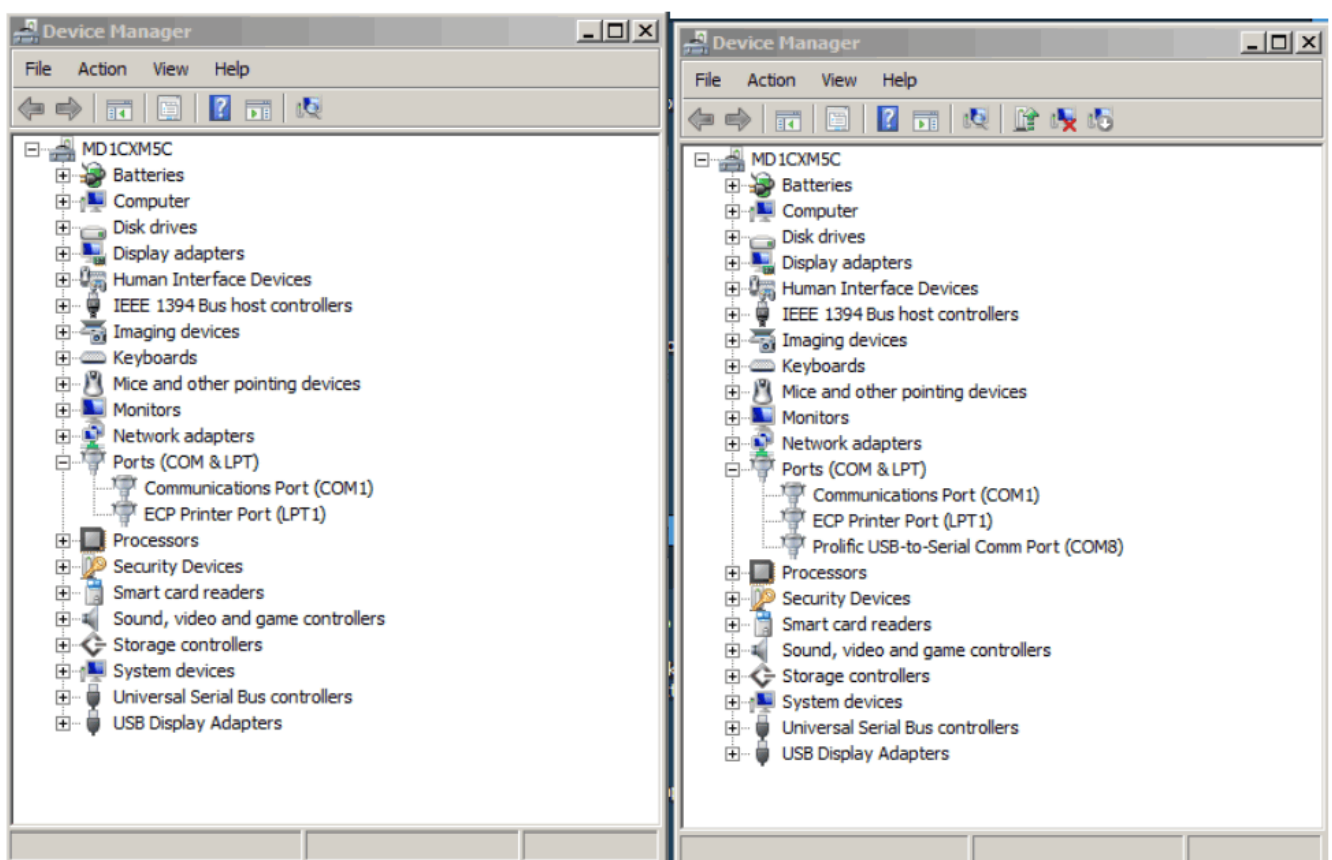 Device Manager
File Action View Help
MD1CXM5C
Batteries
Computer
Disk drives
Display adapters
Human Interface Devices
IEEE 1394 Bus host controllers
Imaging devices
Keyboards
Mice and other pointing devices
Monitors
Network adapters
Ports (COM & LPT)
Communications Port (COM1)
ECP Printer Port (LPT1)
Processors
Security Devices
Smart card readers
Sound, video and game controllers
Storage controllers
System devices
Universal Serial Bus controllers
USB Display Adapters
Device Manager
File Action View Help
MD1CXM5C
Batteries
Computer
Disk drives
Display adapters
Human Interface Devices
IEEE 1394 Bus host controllers
Imaging devices
Keyboards
Mice and other pointing devices
Monitors
Network adapters
Ports (COM & LPT)
Communications Port (COM1)
ECP Printer Port (LPT1)
Prolific USB-to-Serial Comm Port (COM8)
Processors
Security Devices
Smart card readers
Sound, video and game controllers
Storage controllers
System devices
Universal Serial Bus controllers
USB Display Adapters